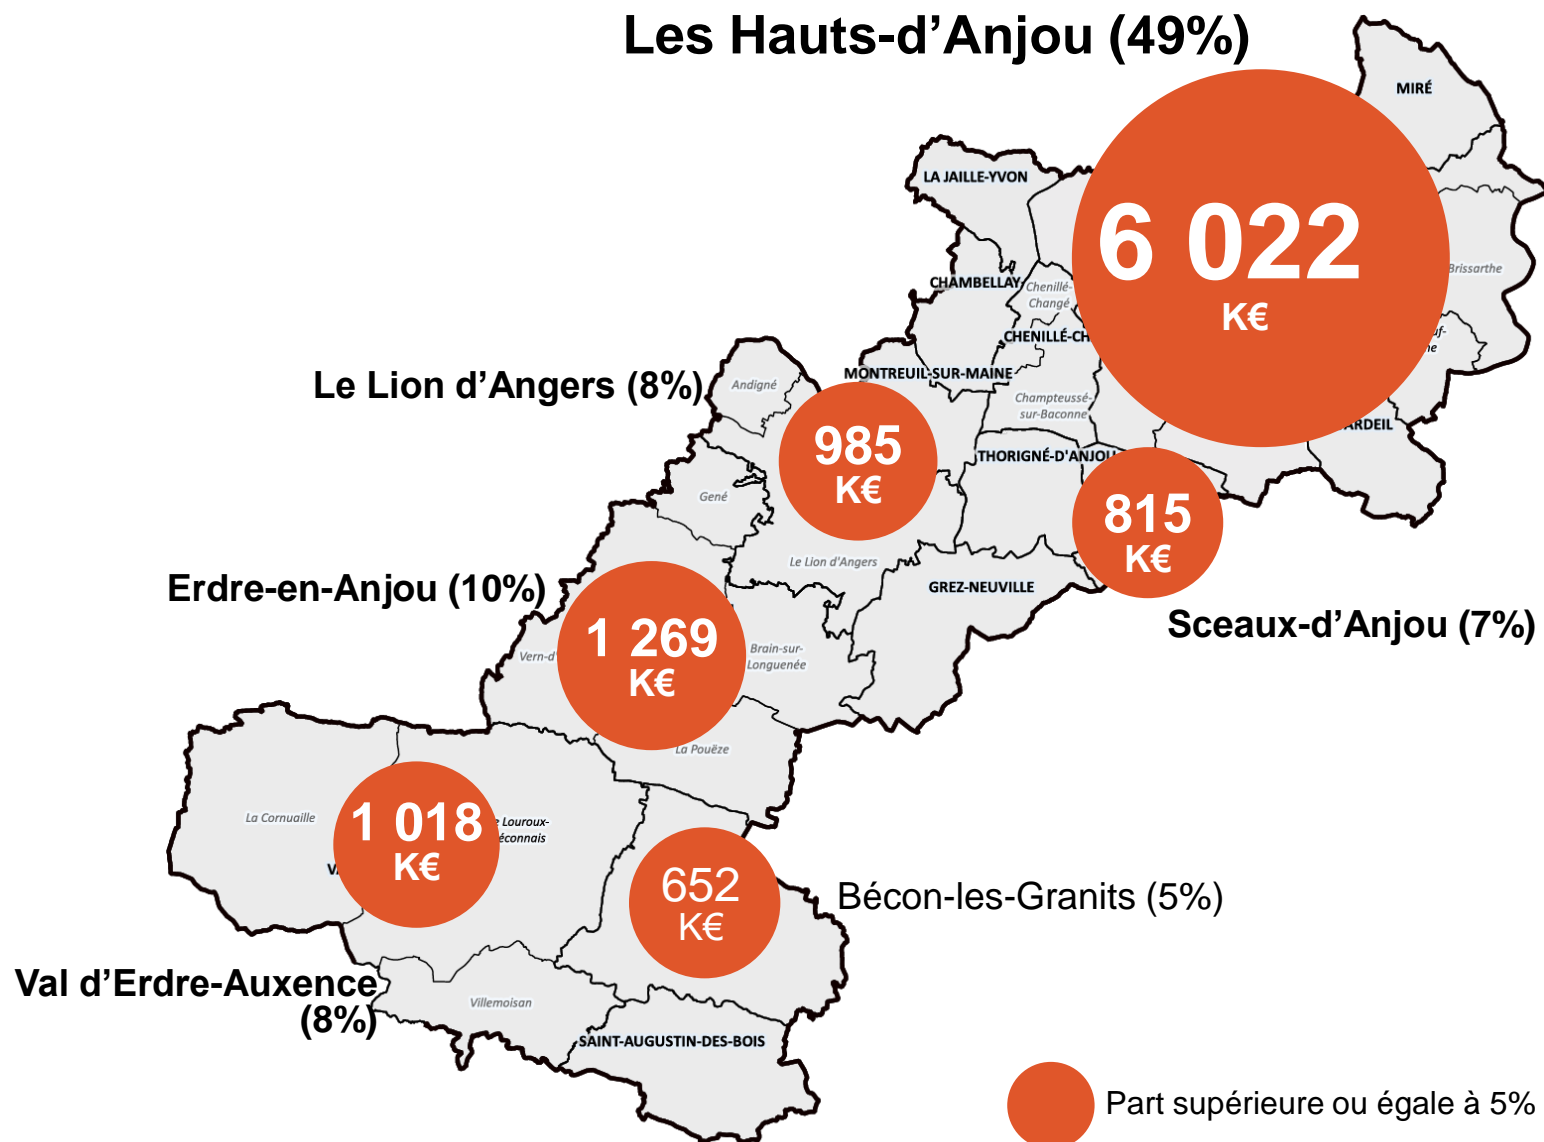 Les Hauts-d’Anjou (49%)
MIRÉ
LA JAILLE-YVON
6 022
K€
Brissarthe
CHAMBELLAY
Chenillé-
Changé
CHENILLÉ-CH
MONTREUIL-SUR-MAINE
Le Lion d’Angers (8%)
Andigné
Champteussé-
sur-Baconne
ARDEIL
985
K€
THORIGNÉ-D'ANJOU
Gené
815
K€
Le Lion d'Angers
GREZ-NEUVILLE
Erdre-en-Anjou (10%)
Sceaux-d’Anjou (7%)
1 269
K€
Vern-d'
Brain-sur-
Longuenée
La Pouëze
La Cornuaille
1 018
K€
Louroux-
éconnais
652
K€
Bécon-les-Granits (5%)
Val d’Erdre-Auxence
(8%)
Villemoisan
SAINT-AUGUSTIN-DES-BOIS
Part supérieure ou égale à 5%